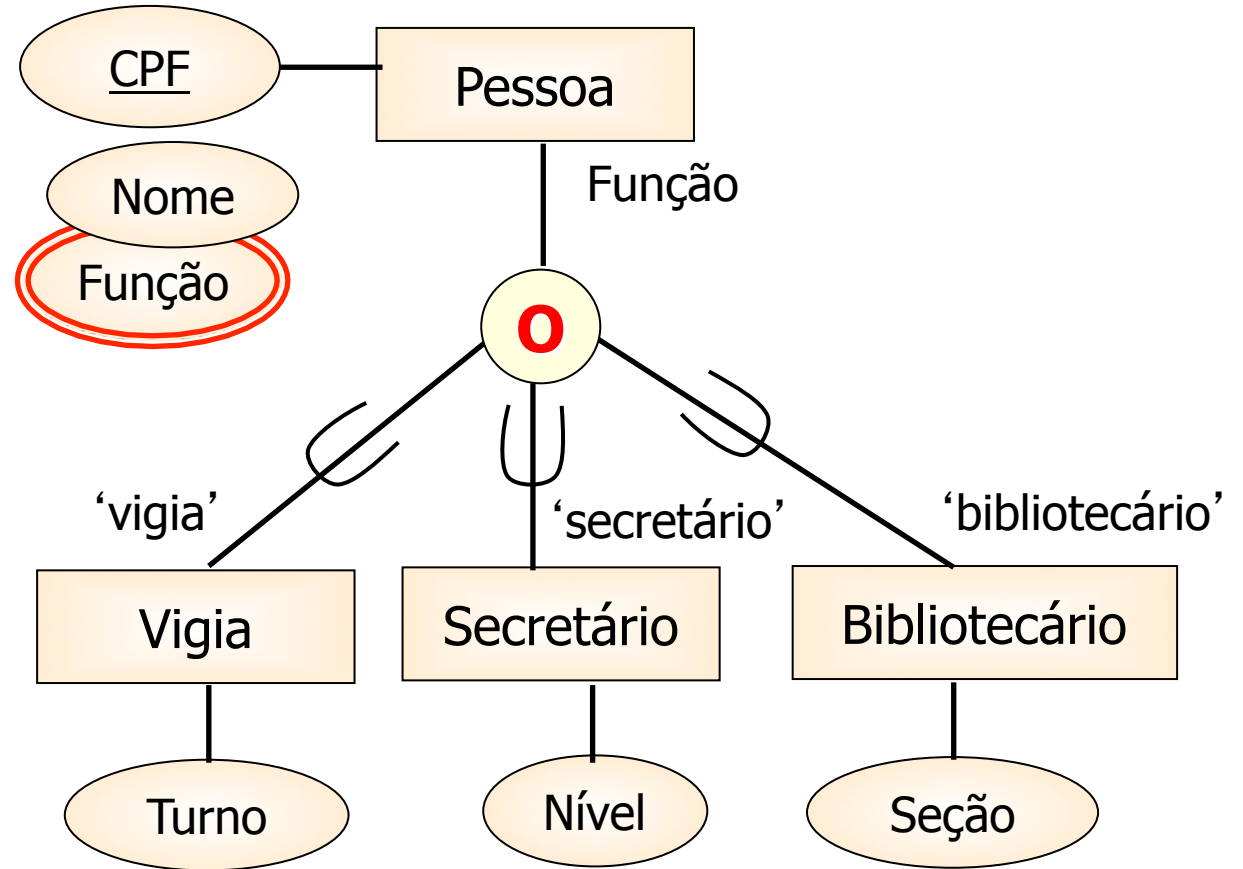 CPF
Pessoa
Nome
Função
Função
O
‘vigia’
‘secretário’
‘bibliotecário’
Vigia
Secretário
Bibliotecário
Turno
Nível
Seção